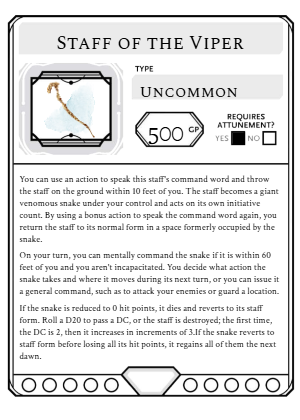 STAFF OF THE VIPER
TYPE
UNCOMMON
500 GP
REQUIRES
ATTUNEMENT?
YES NO
You can use an action to speak this staff's command word and throw
the staff on the ground within 10 feet of you. The staff becomes a giant
venomous snake under your control and acts on its own initiative
count. By using a bonus action to speak the command word again, you
return the staff to its normal form in a space formerly occupied by the
snake.
On your turn, you can mentally command the snake if it is within 60
feet of you and you aren't incapacitated. You decide what action the
snake takes and where it moves during its next turn, or you can issue it
a general command, such as to attack your enemies or guard a location.
If the snake is reduced to 0 hit points, it dies and reverts to its staff
form. Roll a D20 to pass a DC, or the staff is destroyed; the first time,
the DC is 2, then it increases in increments of 3.If the snake reverts to
staff form before losing all its hit points, it regains all of them the next
dawn.